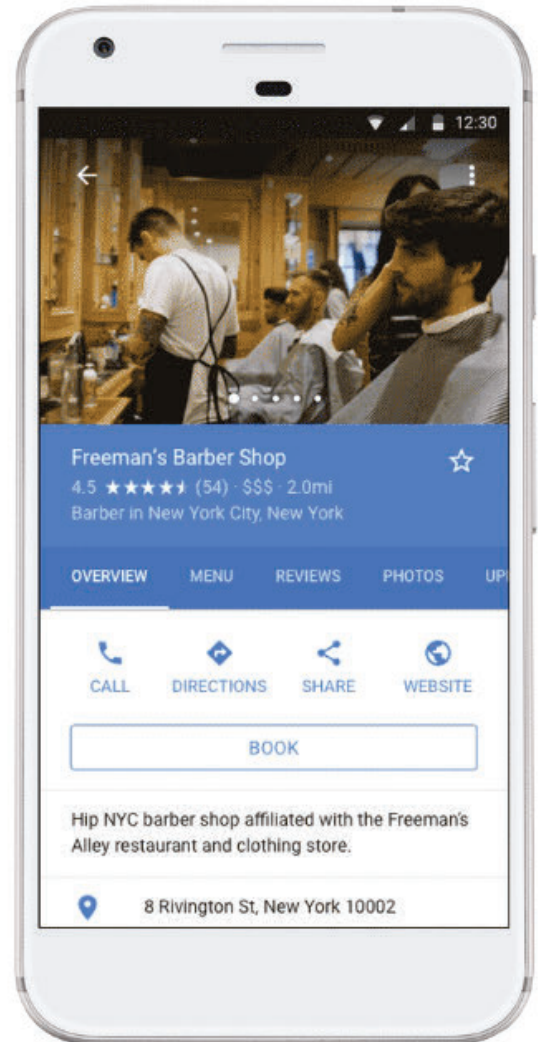 12:30
Freeman's Barber Shop
4.5 ★★★★★ (54) · $$$ · 2.0mi
Barber in New York City, New York
OVERVIEW MENU REVIEWS PHOTOS
CALL DIRECTIONS SHARE WEBSITE
BOOK
Hip NYC barber shop affiliated with the Freeman's
Alley restaurant and clothing store.
8 Rivington St, New York 10002